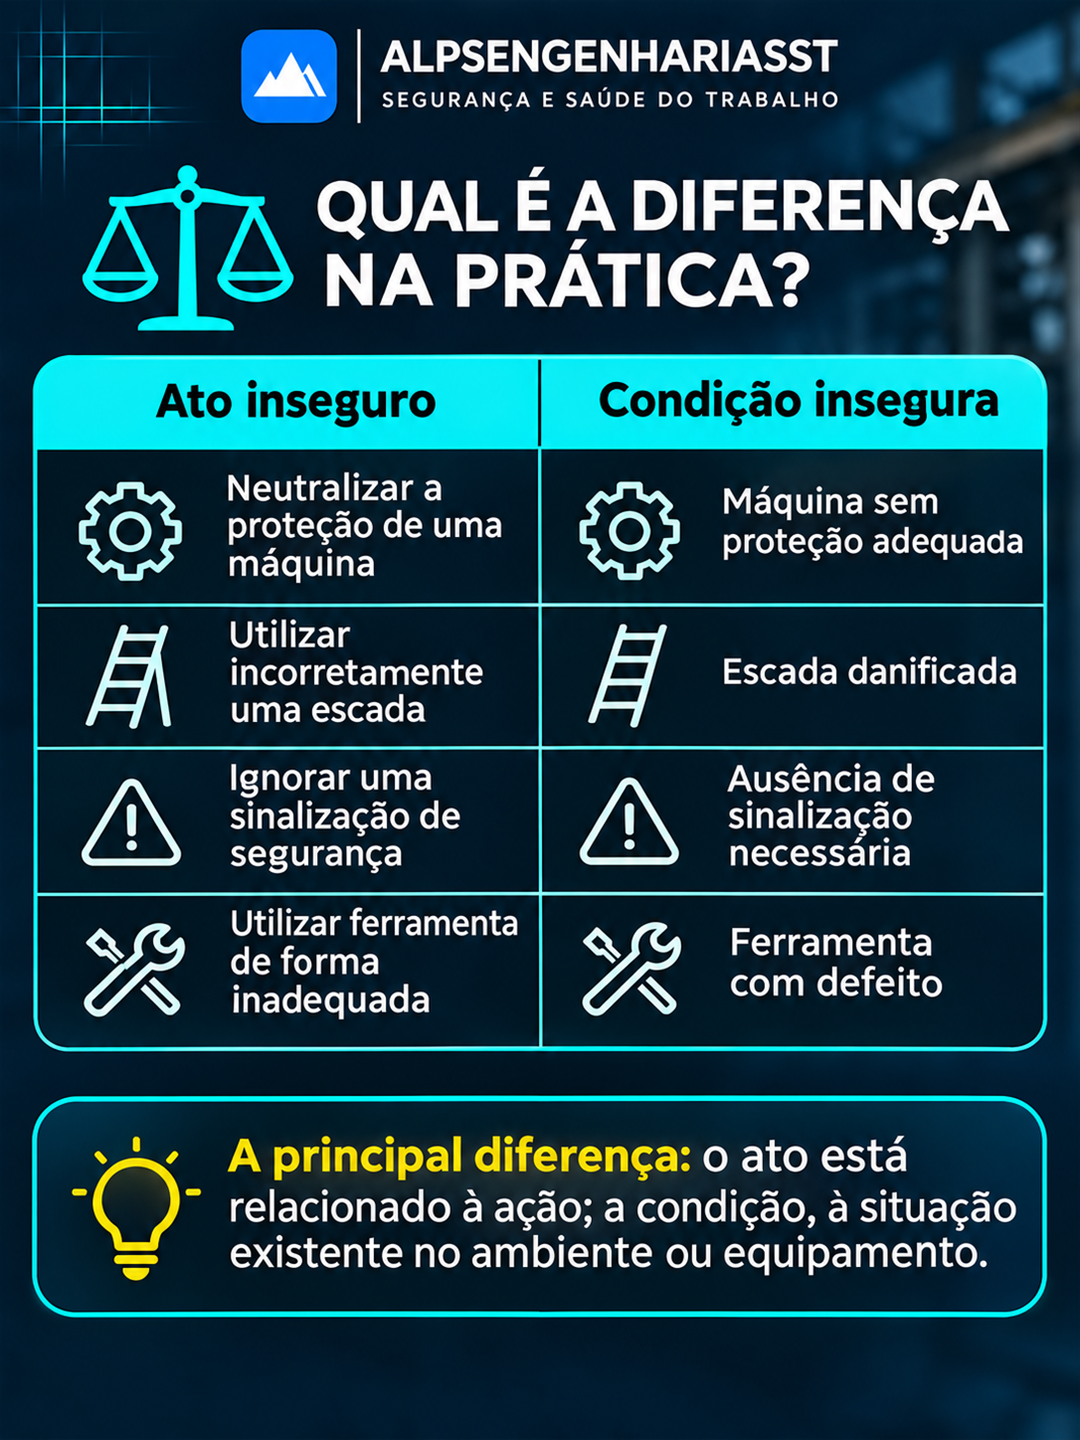 ALPSENGENHARIASST
SEGURANÇA E SAÚDE DO TRABALHO
QUAL É A DIFERENÇA
NA PRÁTICA?
Ato inseguro
Condição insegura
Neutralizar a
proteção de uma
máquina
Máquina sem
proteção adequada
Utilizar
incorretamente
uma escada
Escada danificada
Ignorar uma
sinalização de
segurança
Ausência de
sinalização
necessária
Utilizar ferramenta
de forma
inadequada
Ferramenta
com defeito
A principal diferença: o ato está
relacionado à ação; a condição, à situação
existente no ambiente ou equipamento.